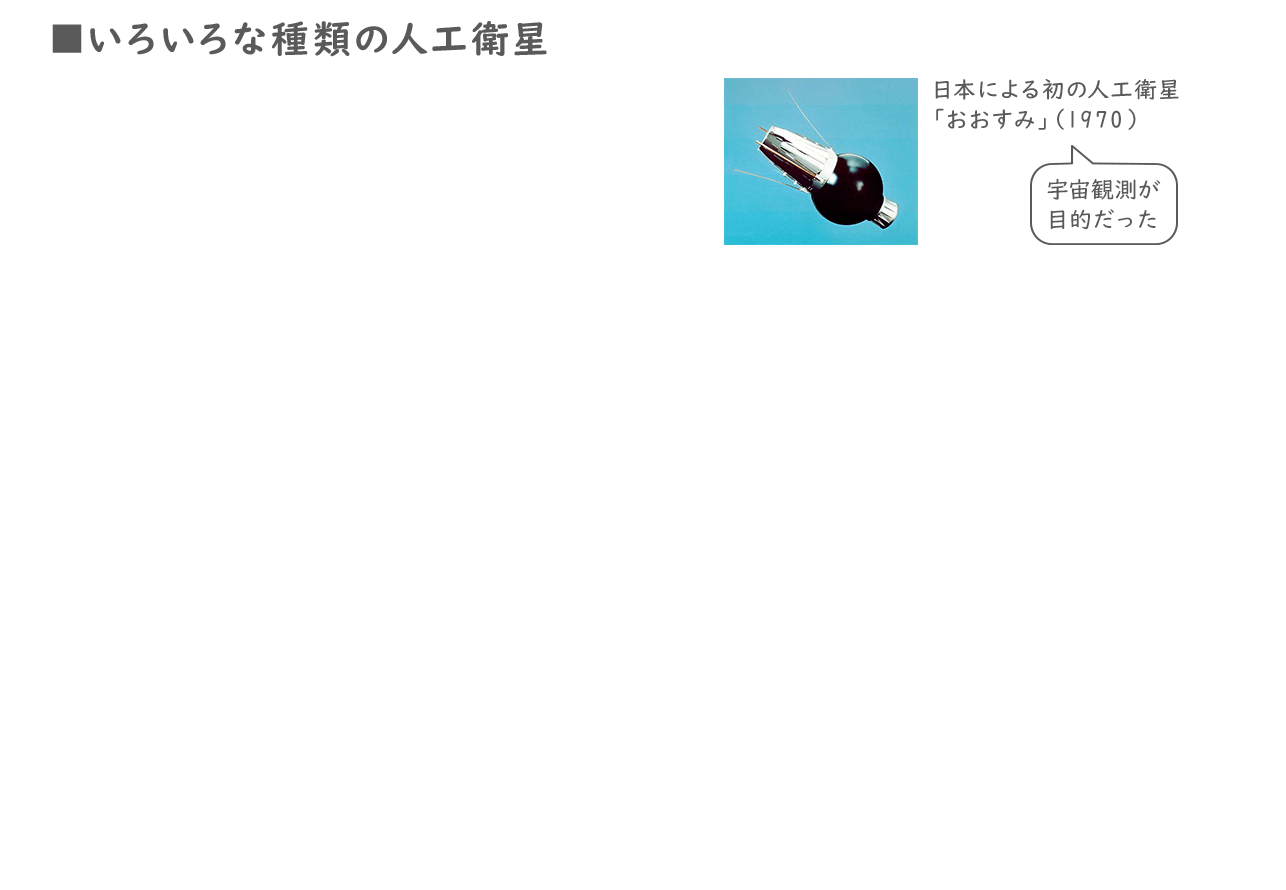 ■いろいろな種類の人工衛星
日本による初の人工衛星
「おおすみ」（1970）
宇宙観測が
目的だった